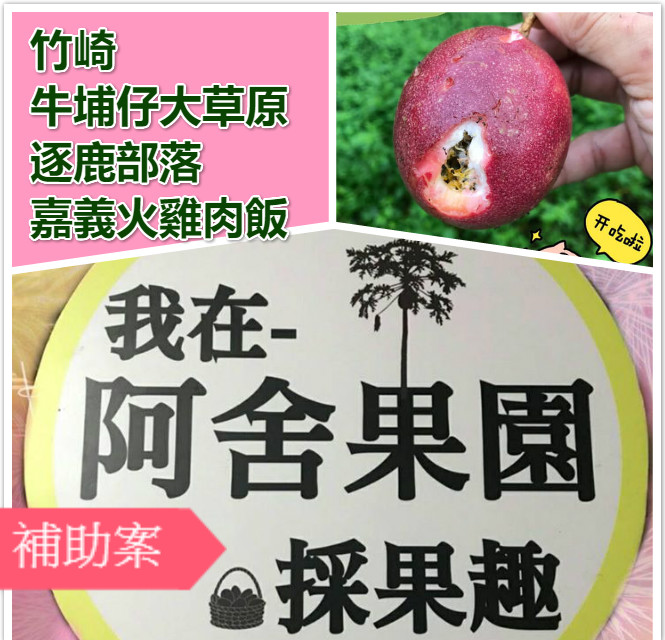 竹崎
牛埔仔大草原
逐鹿部落
嘉義火雞肉飯
开吃啦
我在-
阿舍果園
補助案
採果趣